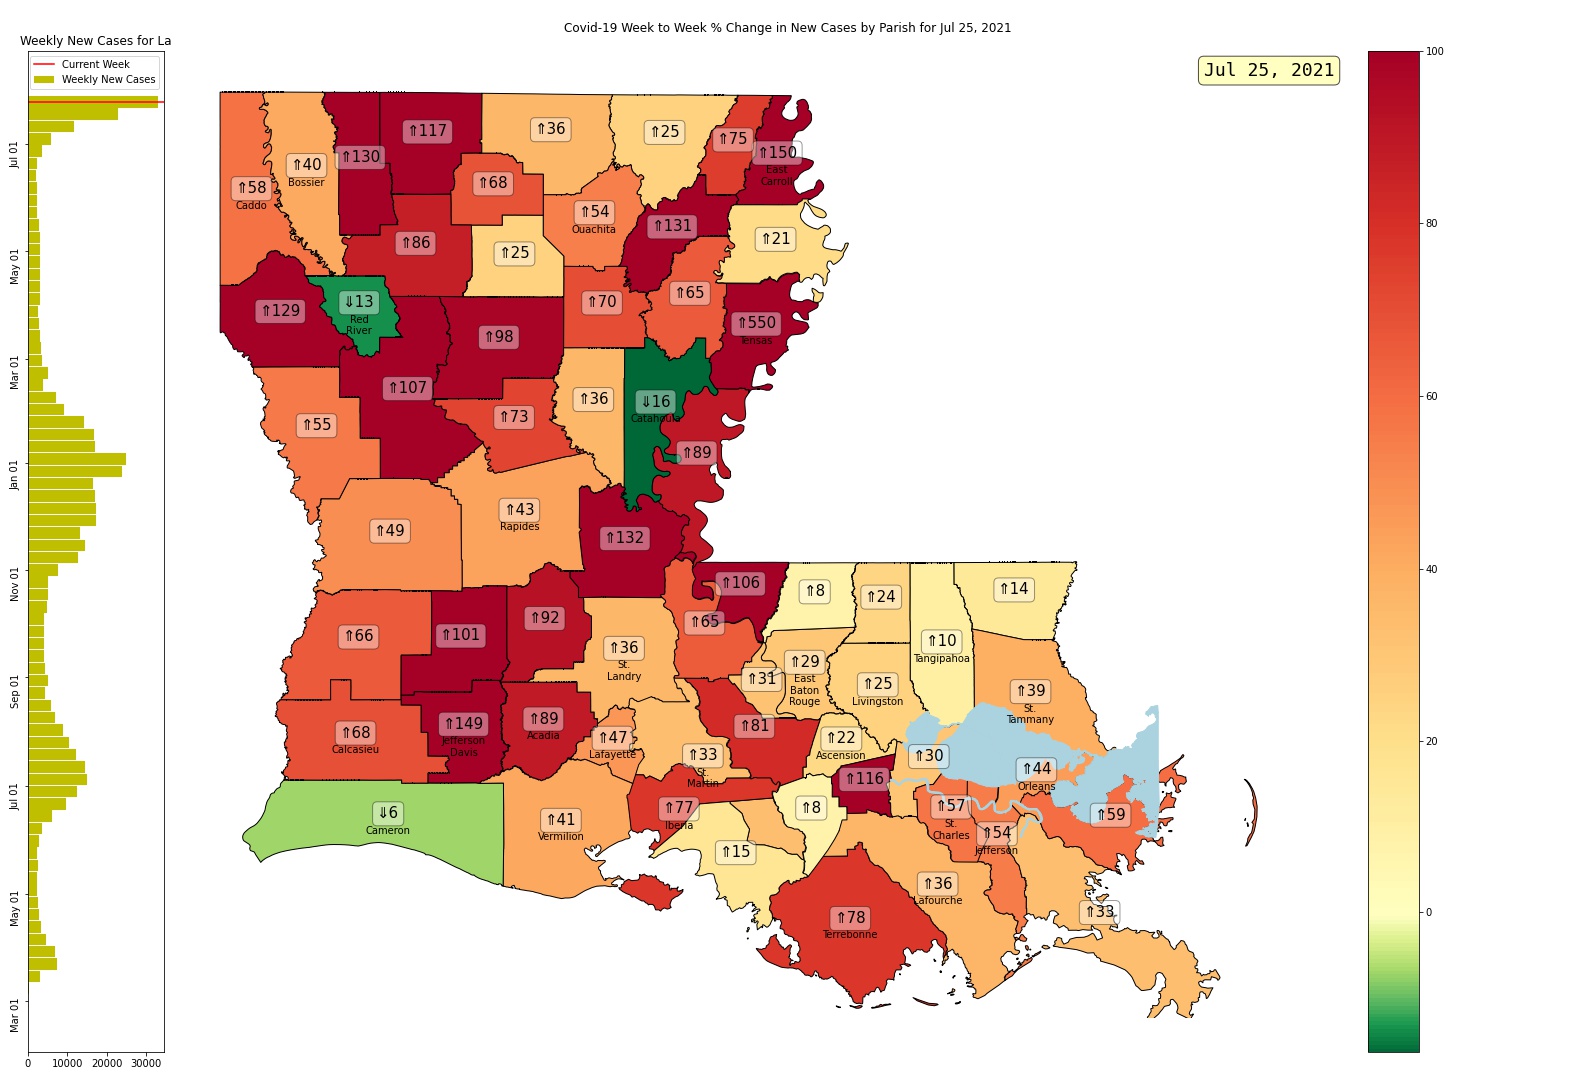 Covid-19 Week to Week % Change in New Cases by Parish for Jul 25, 2021
Weekly New Cases for La
Current Week
Weekly New Cases
Jul 01
May 01
Mar 01
Jan 01
Nov 01
Sep 01
Jul 01
May 01
Mar 01
0 10000 20000 30000
Jul 25, 2021
⇑58
Caddo
⇑40
Bossier
⇑130
⇑117
⇑36
⇑25
⇑75
⇑150
East
Carroll
⇑68
⇑54
Ouachita
⇑131
⇑21
⇑86
⇑25
⇑129
⇓13
Red
River
⇑98
⇑70
⇑65
⇑550
Tensas
⇑107
⇑55
⇑73
⇑36
⇓16
Catahoula
⇑89
⇑49
⇑43
Rapides
⇑132
⇑66
⇑101
⇑92
⇑36
St.
Landry
⇑65
⇑106
⇑8
⇑24
⇑10
Tangipahoa
⇑14
⇑31
⇑29
East
Baton
Rouge
⇑25
Livingston
⇑39
St.
Tammany
⇑68
Calcasieu
⇑149
Jefferson
Davis
⇑89
Acadia
⇑47
Lafayette
⇑33
St.
Martin
⇑81
⇑22
Ascension
⇑30
⇑44
Orleans
⇑116
⇓6
Cameron
⇑41
Vermilion
⇑77
Iberia
⇑8
⇑57
St.
Charles
⇑54
Jefferson
⇑59
⇑15
⇑78
Terrebonne
⇑36
Lafourche
⇑33
100
80
60
40
20
0